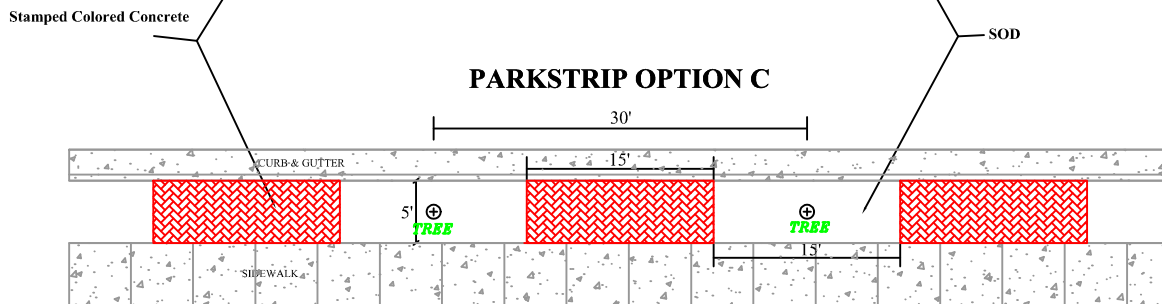 Stamped Colored Concrete
SOD
PARKSTRIP OPTION C
30'
CURB & GUTTER
15'
5'
TREE
TREE
15'
SIDEWALK